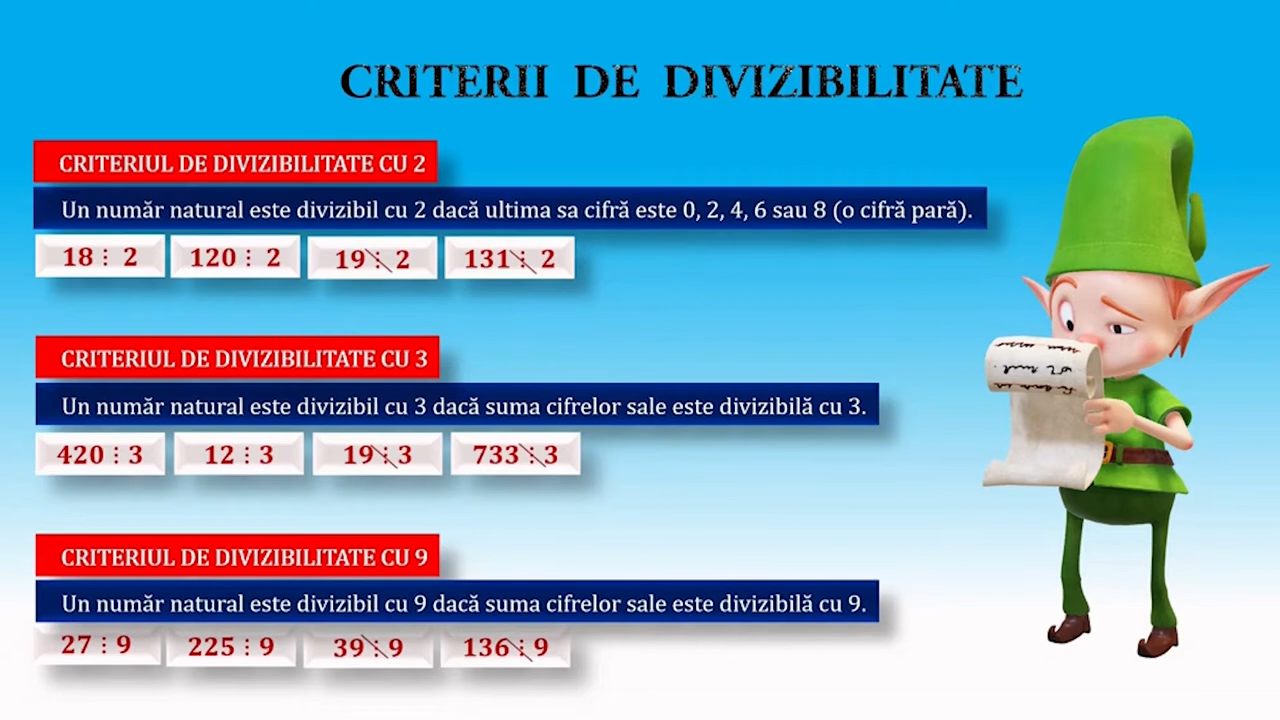 CRITERII DE DIVIZIBILITATE
CRITERIUL DE DIVIZIBILITATE CU 2
Un număr natural este divizibil cu 2 dacă ultima sa cifră este 0, 2, 4, 6 sau 8 (o cifră pară).
18 ⋮ 2 120 ⋮ 2 19 ⋮̸ 2 131 ⋮̸ 2
CRITERIUL DE DIVIZIBILITATE CU 3
Un număr natural este divizibil cu 3 dacă suma cifrelor sale este divizibilă cu 3.
420 ⋮ 3 12 ⋮ 3 19 ⋮̸ 3 733 ⋮̸ 3
CRITERIUL DE DIVIZIBILITATE CU 9
Un număr natural este divizibil cu 9 dacă suma cifrelor sale este divizibilă cu 9.
27 ⋮ 9 225 ⋮ 9 39 ⋮̸ 9 136 ⋮̸ 9